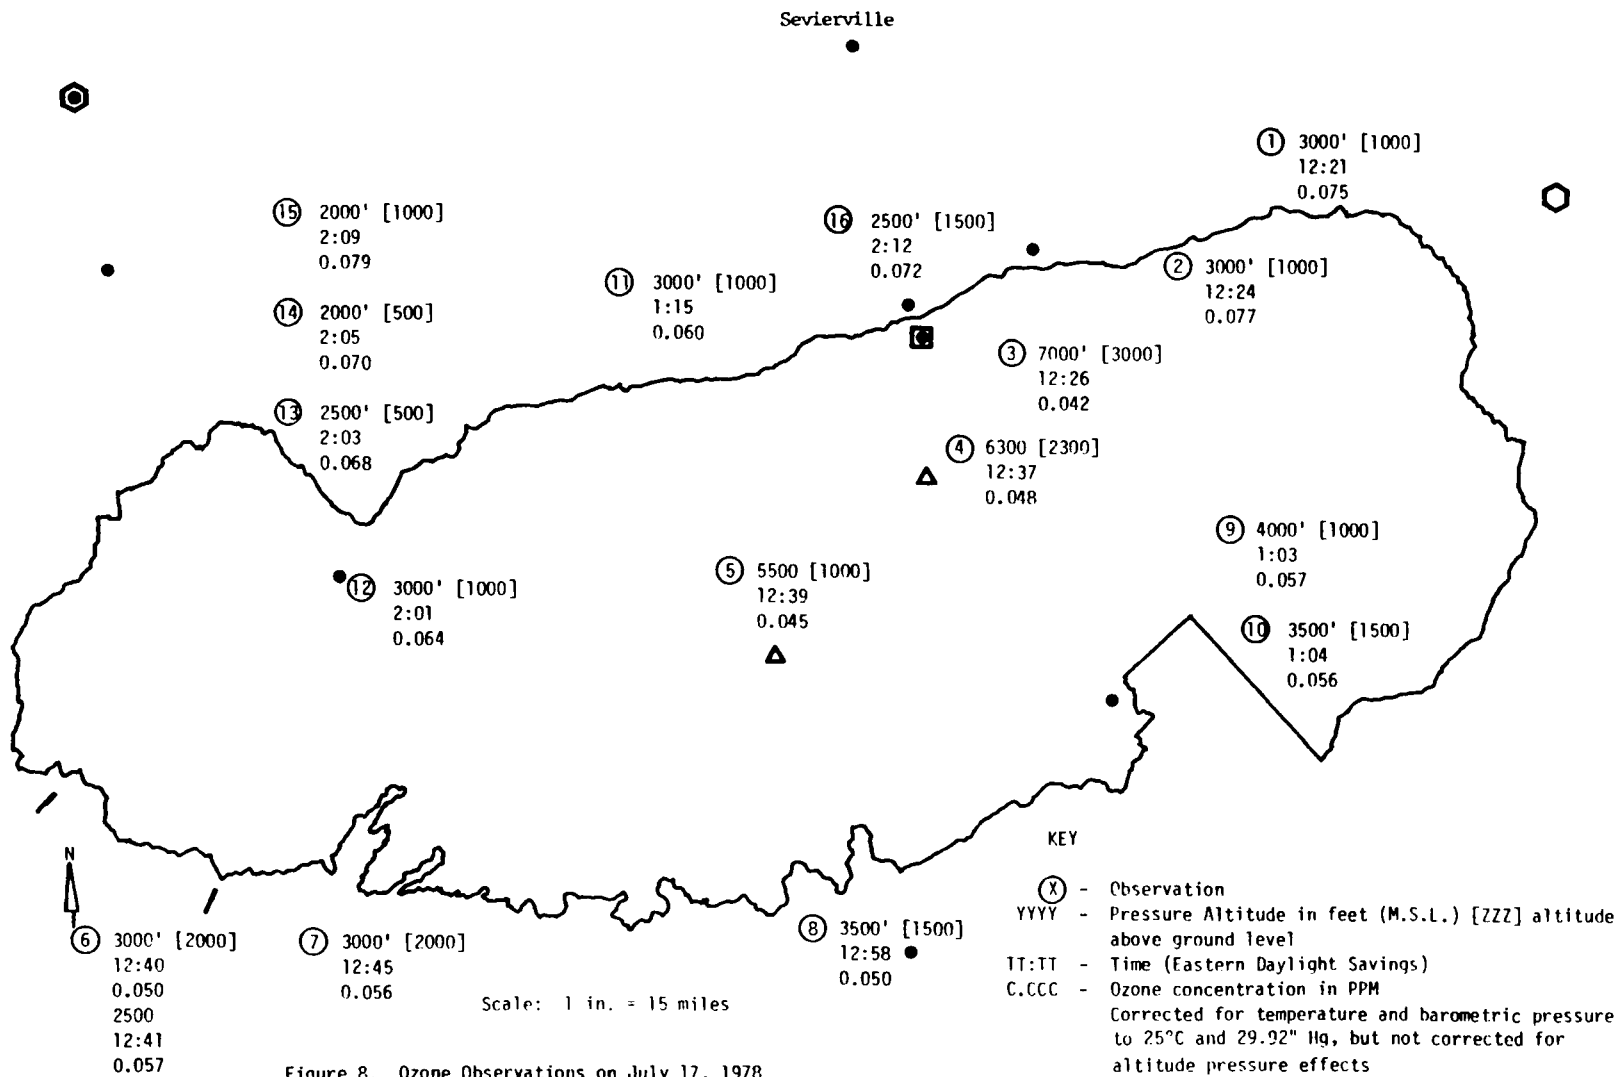 Sevierville
1 3000' [1000]
12:21
0.075
15 2000' [1000]
2:09
0.079
16 2500' [1500]
2:12
0.072
2 3000' [1000]
12:24
0.077
11 3000' [1000]
1:15
0.060
14 2000' [500]
2:05
0.070
3 7000' [3000]
12:26
0.042
13 2500' [500]
2:03
0.068
4 6300 [2300]
12:37
0.048
9 4000' [1000]
1:03
0.057
5 5500 [1000]
12:39
0.045
12 3000' [1000]
2:01
0.064
10 3500' [1500]
1:04
0.056
N
6 3000' [2000]
12:40
0.050
2500
12:41
0.057
7 3000' [2000]
12:45
0.056
8 3500' [1500]
12:58
0.050
Scale: 1 in. = 15 miles
KEY
X - Observation
YYYY - Pressure Altitude in feet (M.S.L.) [ZZZ] altitude
above ground level
TT:TT - Time (Eastern Daylight Savings)
C.CCC - Ozone concentration in PPM
Corrected for temperature and barometric pressure
to 25°C and 29.92" Hg, but not corrected for
altitude pressure effects
Figure 8 Ozone Observations on July 17, 1978